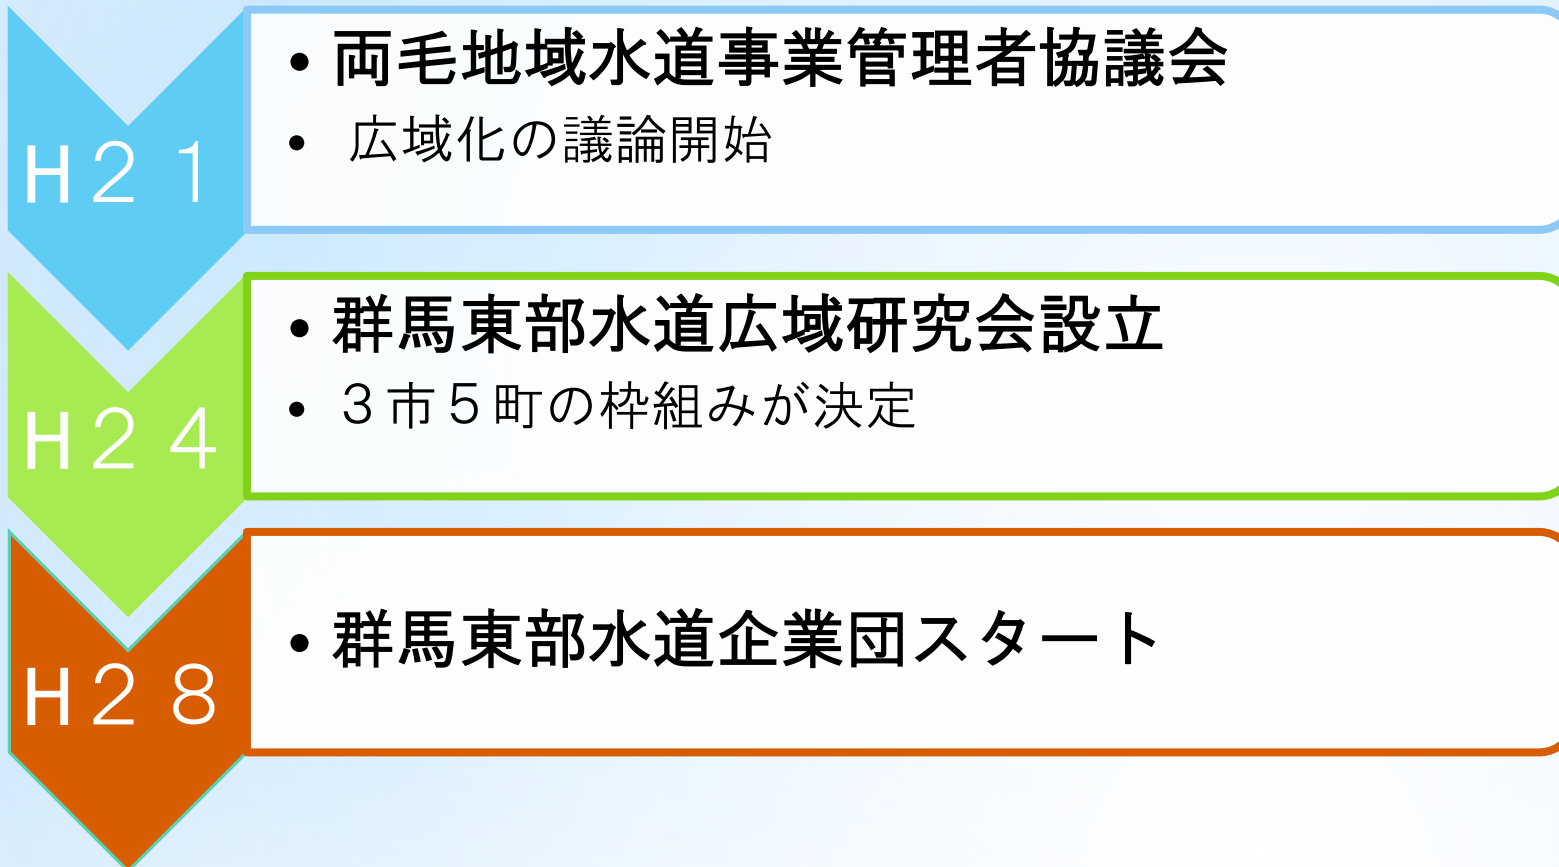 H２１
• 両毛地域水道事業管理者協議会
• 広域化の議論開始
H２４
• 群馬東部水道広域研究会設立
• ３市５町の枠組みが決定
H２８
• 群馬東部水道企業団スタート